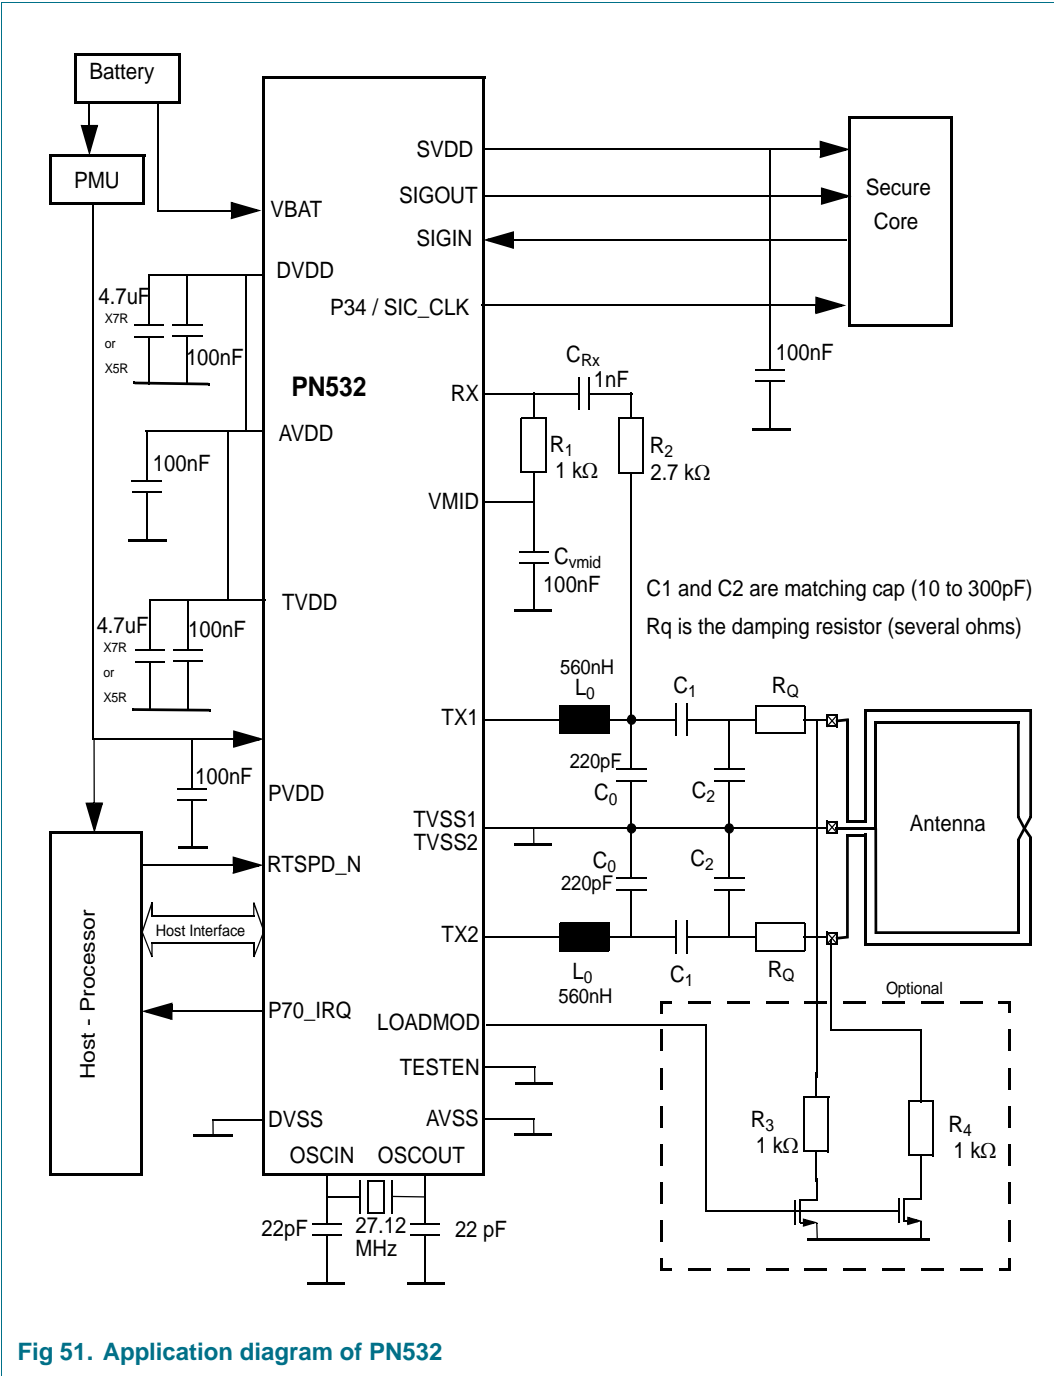 Battery
PMU
VBAT
DVDD
4.7uF
X7R
or
X5R
100nF
PN532
AVDD
100nF
TVDD
4.7uF
X7R
or
X5R
100nF
100nF
PVDD
RTSPD_N
Host Interface
Host - Processor
P70_IRQ
DVSS
OSCIN
OSCOUT
22pF
27.12
MHz
22 pF
SVDD
SIGOUT
SIGIN
P34 / SIC_CLK
Secure
Core
100nF
RX
CRx
1nF
R1
1 kΩ
R2
2.7 kΩ
VMID
Cvmid
100nF
C1 and C2 are matching cap (10 to 300pF)
Rq is the damping resistor (several ohms)
560nH
L0
C1
RQ
TX1
220pF
C0
C2
TVSS1
TVSS2
Antenna
C0
220pF
C2
TX2
L0
560nH
C1
RQ
Optional
LOADMOD
TESTEN
AVSS
R3
1 kΩ
R4
1 kΩ
Fig 51. Application diagram of PN532